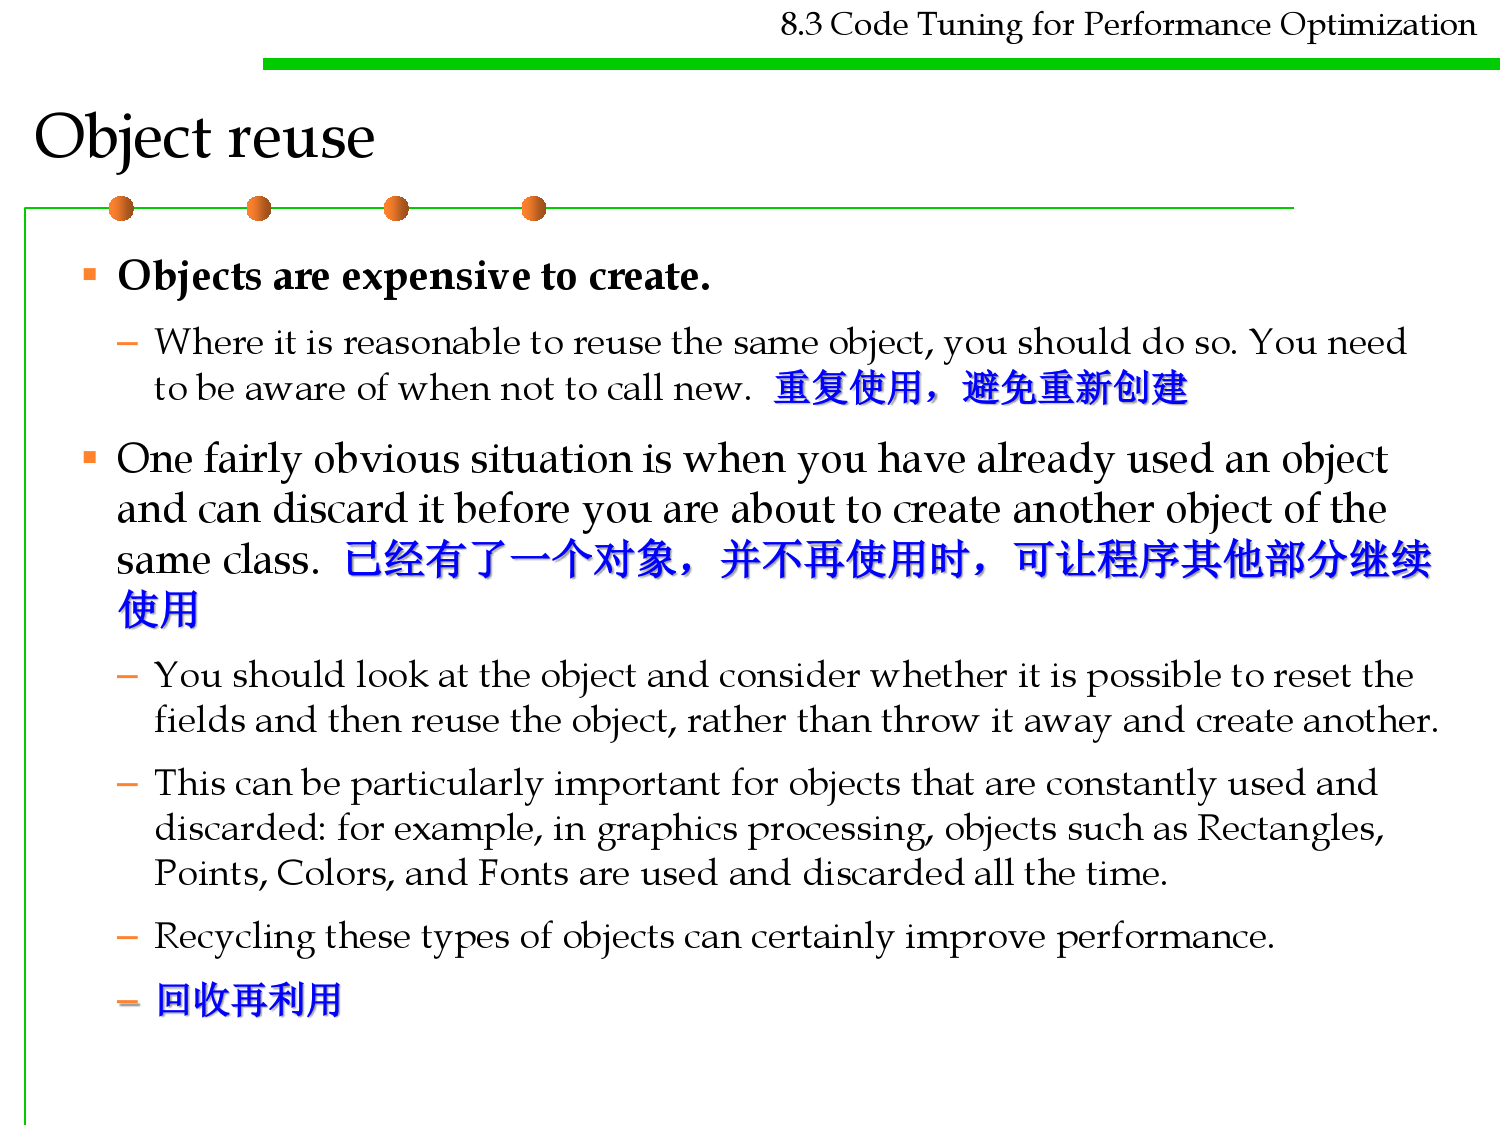 8.3 Code Tuning for Performance Optimization
Object reuse
▪ Objects are expensive to create.
– Where it is reasonable to reuse the same object, you should do so. You need
to be aware of when not to call new. 重复使用，避免重新创建
▪ One fairly obvious situation is when you have already used an object
and can discard it before you are about to create another object of the
same class. 已经有了一个对象，并不再使用时，可让程序其他部分继续
使用
– You should look at the object and consider whether it is possible to reset the
fields and then reuse the object, rather than throw it away and create another.
– This can be particularly important for objects that are constantly used and
discarded: for example, in graphics processing, objects such as Rectangles,
Points, Colors, and Fonts are used and discarded all the time.
– Recycling these types of objects can certainly improve performance.
– 回收再利用